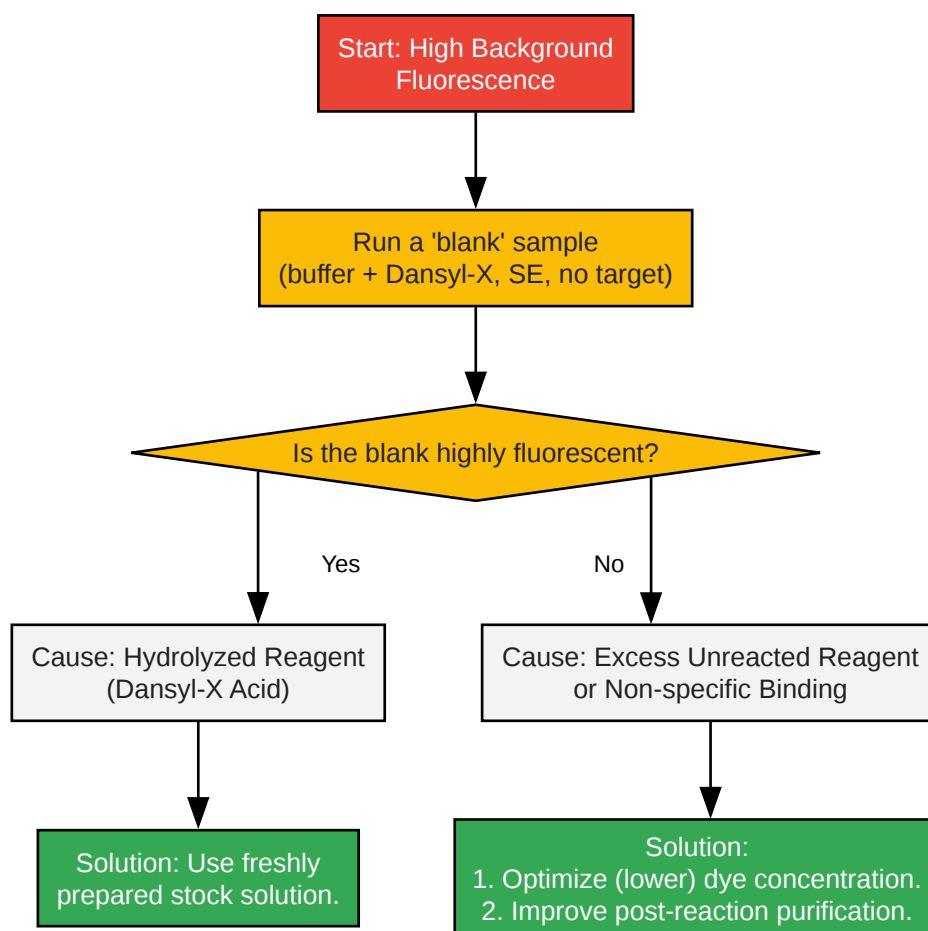 Start: High Background
Fluorescence
Run a 'blank' sample
(buffer + Dansyl-X, SE, no target)
Is the blank highly fluorescent?
Yes
No
Cause: Hydrolyzed Reagent
(Dansyl-X Acid)
Cause: Excess Unreacted Reagent
or Non-specific Binding
Solution: Use freshly
prepared stock solution.
Solution:
1. Optimize (lower) dye concentration.
2. Improve post-reaction purification.